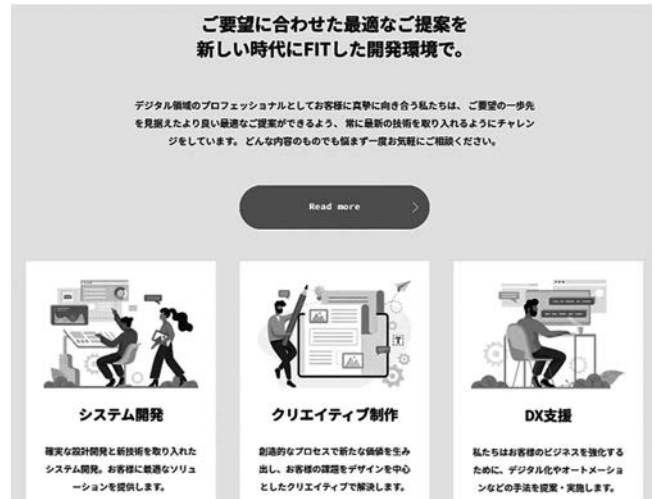 ご要望に合わせた最適なご提案を
新しい時代にFITした開発環境で。
デジタル領域のプロフェッショナルとしてお客様に真摯に向き合う私たちは、ご要望の一歩先
を見据えたより良い最適なご提案ができるよう、常に最新の技術を取り入れるようにチャレン
ジをしています。どんな内容のものでも悩まず一度お気軽にご相談ください。
Read more
T
システム開発
確実な設計開発と新技術を取り入れた
システム開発。お客様に最適なソリュ
ーションを提供します。
クリエイティブ制作
創造的なプロセスで新たな価値を生み
出し、お客様の課題をデザインを中心
としたクリエイティブで解決します。
DX支援
私たちはお客様のビジネスを強化する
ために、デジタル化やオートメーショ
ンなどの手法を提案・実施します。